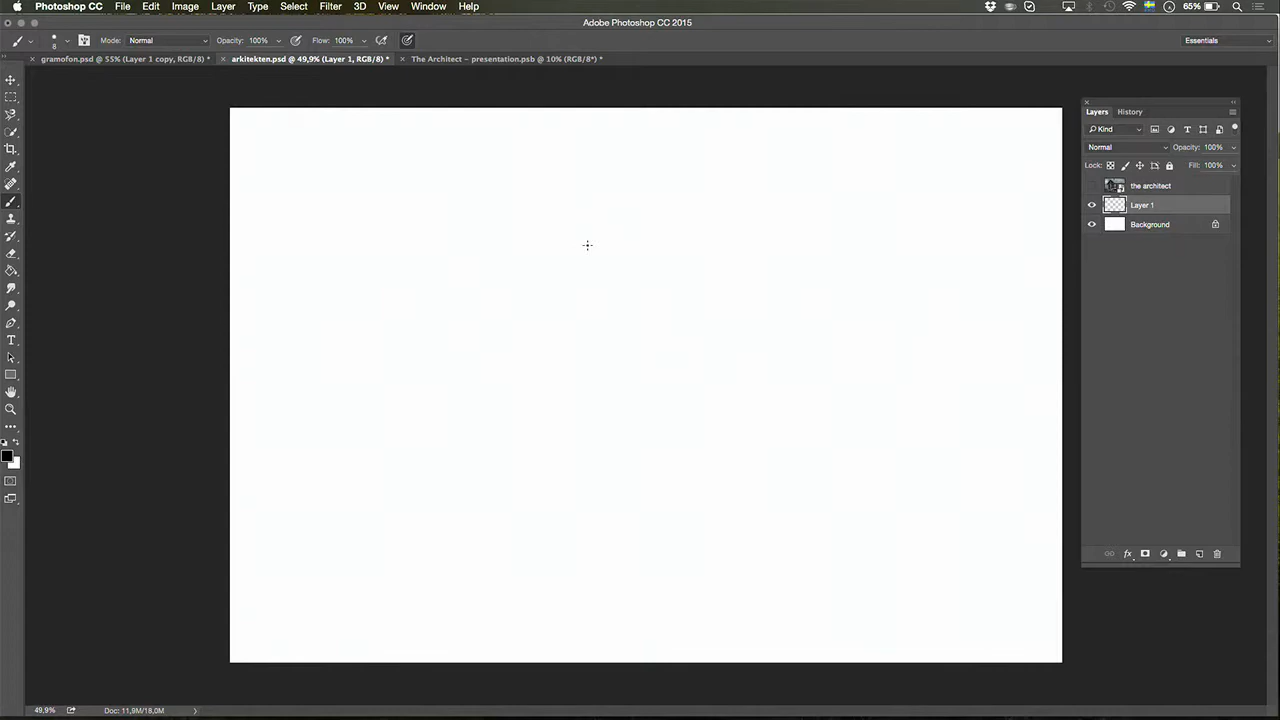 Photoshop CC File Edit Image Layer Type Select Filter 3D View Window Help 65%
Adobe Photoshop CC 2015
8 Mode: Normal Opacity: 100% Flow: 100% Essentials
gramofon.psd @ 55% (Layer 1 copy, RGB/8) * arkitekten.psd @ 49,9% (Layer 1, RGB/8) * The Architect – presentation.psb @ 10% (RGB/8*) *
Layers History
Kind
Normal Opacity: 100%
Lock: Fill: 100%
the architect
Layer 1
Background
fx
49,9% Doc: 11,9M/18,0M